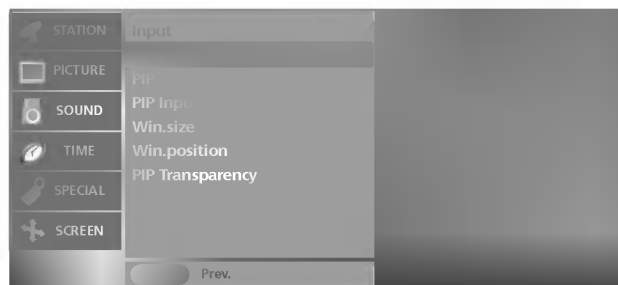 STATION
PICTURE
SOUND
TIME
SPECIAL
SCREEN
Input
PIP
PIP Input
Win.size
Win.position
PIP Transparency
Prev.